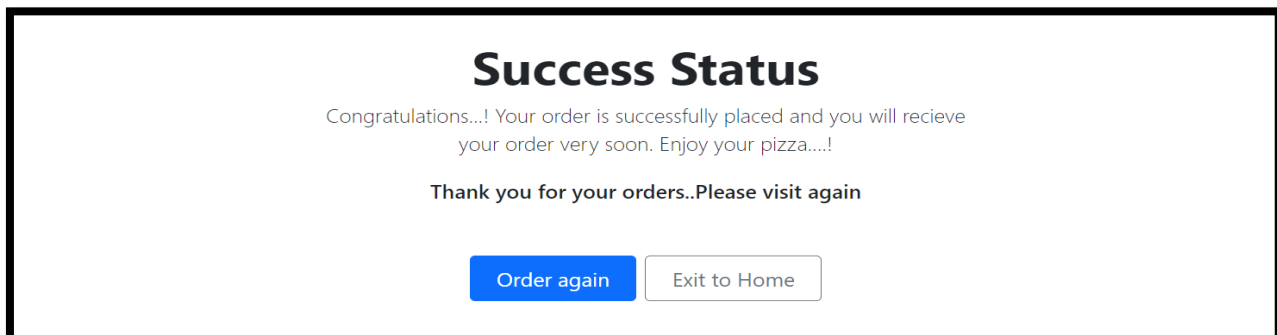 Success Status
Congratulations...! Your order is successfully placed and you will recieve
your order very soon. Enjoy your pizza....!
Thank you for your orders..Please visit again
Order again
Exit to Home